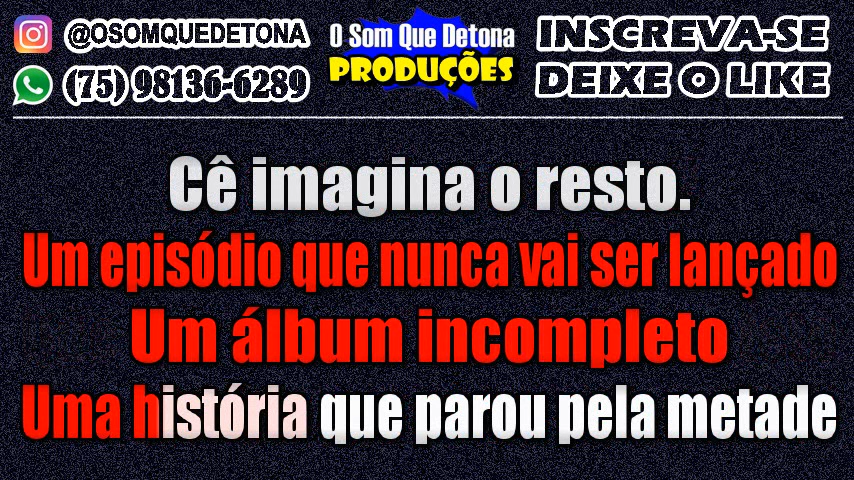 @OSOMQUEDETONA
(75) 98136-6289
O Som Que Detona
PRODUÇÕES
INSCREVA-SE
DEIXE O LIKE
Cê imagina o resto.
Um episódio que nunca vai ser lançado
Um álbum incompleto
Uma história que parou pela metade